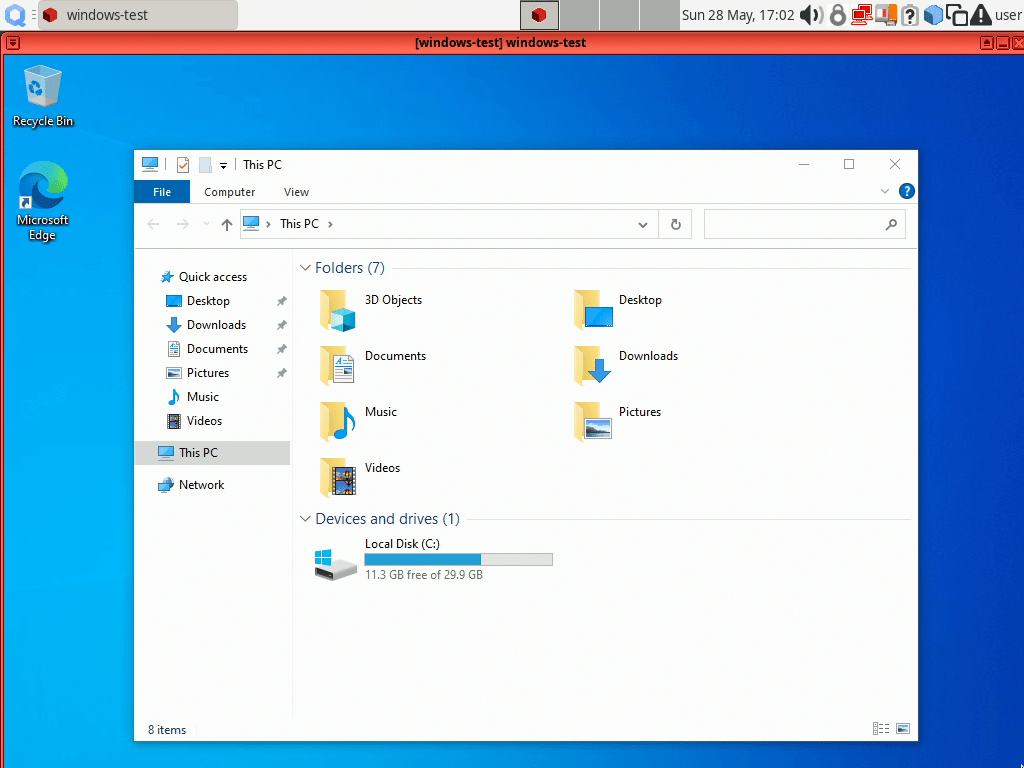 windows-test
Sun 28 May, 17:02
user
[windows-test] windows-test
Recycle Bin
Microsoft
Edge
This PC
File
Computer
View
?
This PC
Quick access
Desktop
Downloads
Documents
Pictures
Music
Videos
This PC
Network
Folders (7)
3D Objects
Desktop
Documents
Downloads
Music
Pictures
Videos
Devices and drives (1)
Local Disk (C:)
11.3 GB free of 29.9 GB
8 items